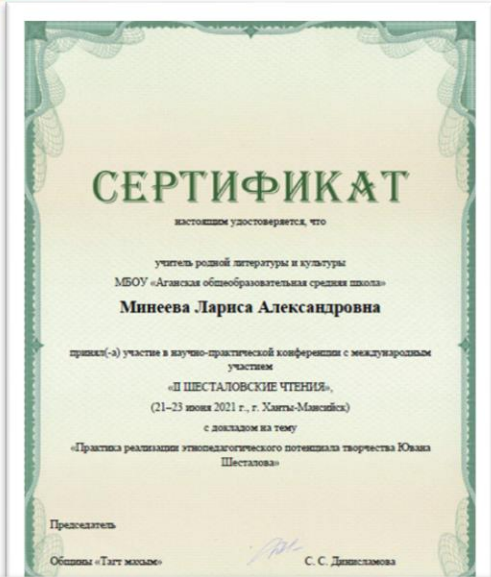 СЕРТИФИКАТ
настоящим удостоверяется, что
учитель родной литературы и культуры
МБОУ «Аганская общеобразовательная средняя школа»
Минеева Лариса Александровна
принял(-а) участие в научно-практической конференции с международным
участием
«II ШЕСТАЛОВСКИЕ ЧТЕНИЯ»,
(21–23 июня 2021 г., г. Ханты-Мансийск)
с докладом на тему
«Практика реализации этнопедагогического потенциала творчества Ювана
Шесталова»
Председатель
Общины «Тагт махым» С. С. Динисламова